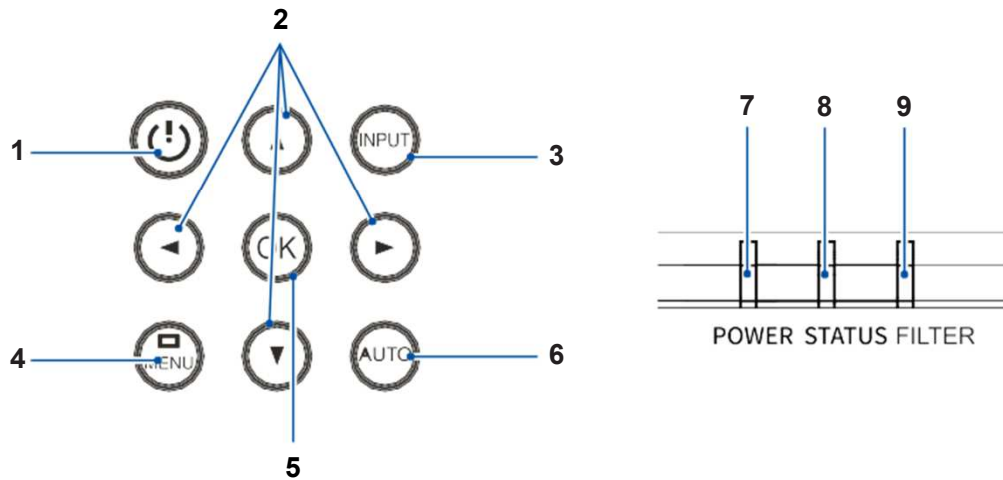 2
1
INPUT
3
OK
4
MENU
AUTO
6
5
7 8 9
POWER STATUS FILTER